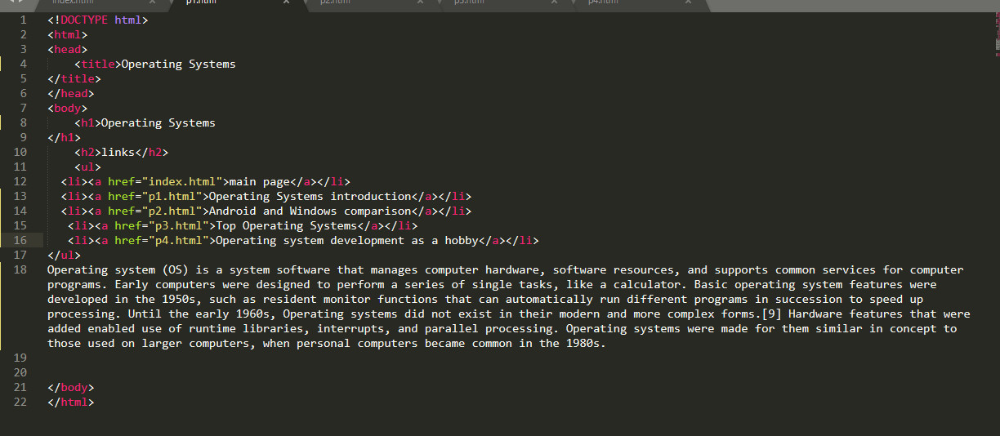 index.html p1.html p2.html p3.html p4.html
1 <!DOCTYPE html>
2 <html>
3 <head>
4 <title>Operating Systems
5 </title>
6 </head>
7 <body>
8 <h1>Operating Systems
9 </h1>
10 <h2>links</h2>
11 <ul>
12 <li><a href="index.html">main page</a></li>
13 <li><a href="p1.html">Operating Systems introduction</a></li>
14 <li><a href="p2.html">Android and Windows comparison</a></li>
15 <li><a href="p3.html">Top Operating Systems</a></li>
16 <li><a href="p4.html">Operating system development as a hobby</a></li>
17 </ul>
18 Operating system (OS) is a system software that manages computer hardware, software resources, and supports common services for computer
programs. Early computers were designed to perform a series of single tasks, like a calculator. Basic operating system features were
developed in the 1950s, such as resident monitor functions that can automatically run different programs in succession to speed up
processing. Until the early 1960s, Operating systems did not exist in their modern and more complex forms.[9] Hardware features that were
added enabled use of runtime libraries, interrupts, and parallel processing. Operating systems were made for them similar in concept to
those used on larger computers, when personal computers became common in the 1980s.
19
20
21 </body>
22 </html>